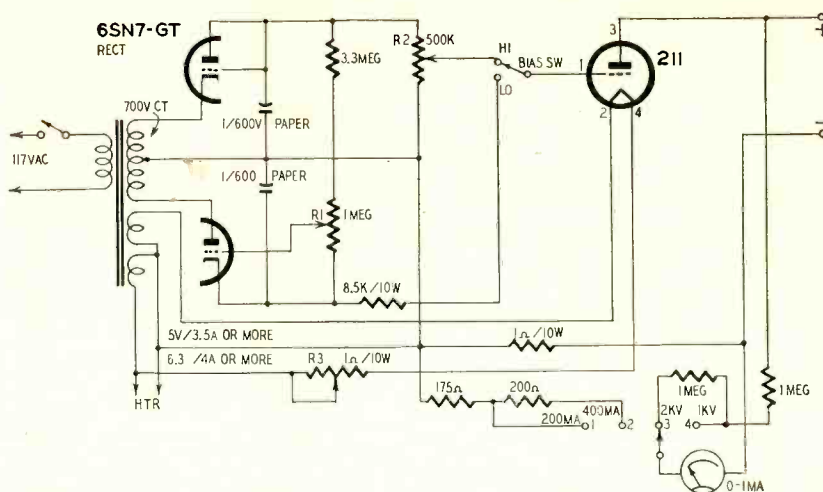 6SN7-GT
RECT
700V CT
117VAC
1/600V PAPER
1/600 PAPER
3.3MEG
R2
500K
R1
1 MEG
HI
BIAS SW
LO
3
1
211
2
4
+
−
8.5K/10W
5V/3.5A OR MORE
6.3 /4A OR MORE
HTR
R3
1Ω/10W
1Ω/10W
175Ω
200Ω
200MA
1
400MA
2
1MEG
2KV
3
1KV
4
1MEG
0-1MA